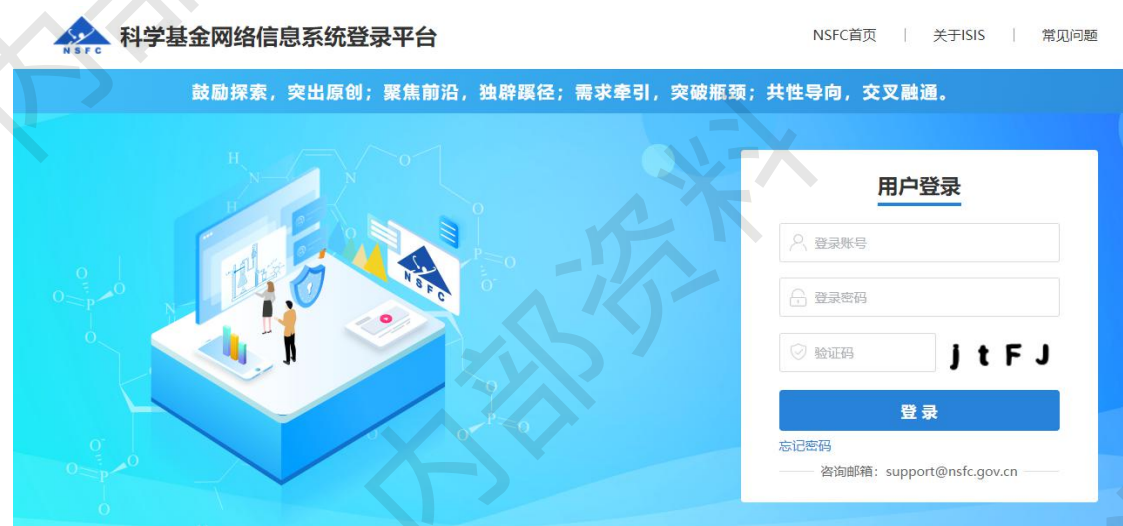 NSFC
科学基金网络信息系统登录平台
NSFC首页 | 关于ISIS | 常见问题
鼓励探索，突出原创；聚焦前沿，独辟蹊径；需求牵引，突破瓶颈；共性导向，交叉融通。
用户登录
登录账号
登录密码
验证码
jtFJ
登录
忘记密码
咨询邮箱：support@nsfc.gov.cn
NSFC
内部资料